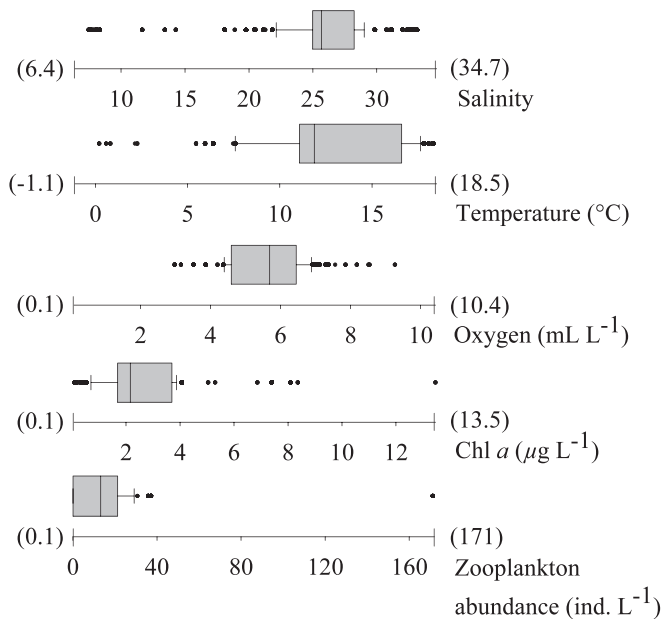 (6.4) (34.7)
10 15 20 25 30 Salinity
(-1.1) (18.5)
0 5 10 15 Temperature (°C)
(0.1) (10.4)
2 4 6 8 10 Oxygen (mL L⁻¹)
(0.1) (13.5)
2 4 6 8 10 12 Chl a (µg L⁻¹)
(0.1) (171)
0 40 80 120 160 Zooplankton
abundance (ind. L⁻¹)